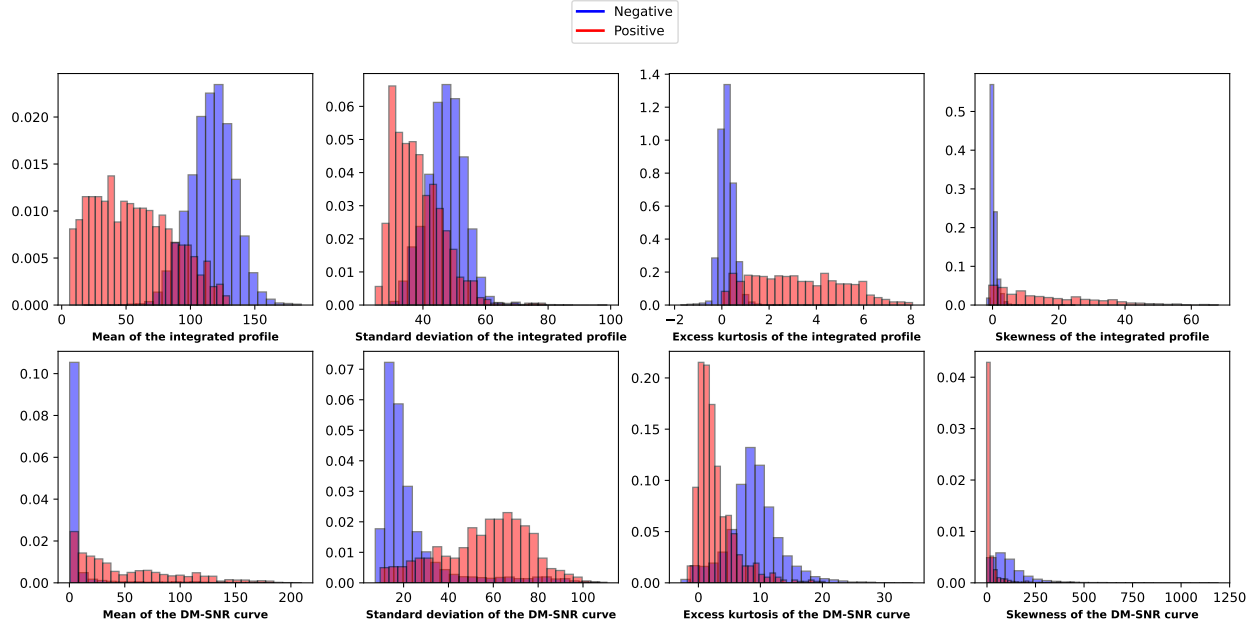 Negative
Positive
0.020
0.015
0.010
0.005
0.000
0 50 100 150
Mean of the integrated profile
0.06
0.05
0.04
0.03
0.02
0.01
0.00
40 60 80 100
Standard deviation of the integrated profile
1.4
1.2
1.0
0.8
0.6
0.4
0.2
0.0
−2 0 2 4 6 8
Excess kurtosis of the integrated profile
0.5
0.4
0.3
0.2
0.1
0.0
0 20 40 60
Skewness of the integrated profile
0.10
0.08
0.06
0.04
0.02
0.00
0 50 100 150 200
Mean of the DM-SNR curve
0.07
0.06
0.05
0.04
0.03
0.02
0.01
0.00
20 40 60 80 100
Standard deviation of the DM-SNR curve
0.20
0.15
0.10
0.05
0.00
0 10 20 30
Excess kurtosis of the DM-SNR curve
0.04
0.03
0.02
0.01
0.00
0 250 500 750 1000 1250
Skewness of the DM-SNR curve